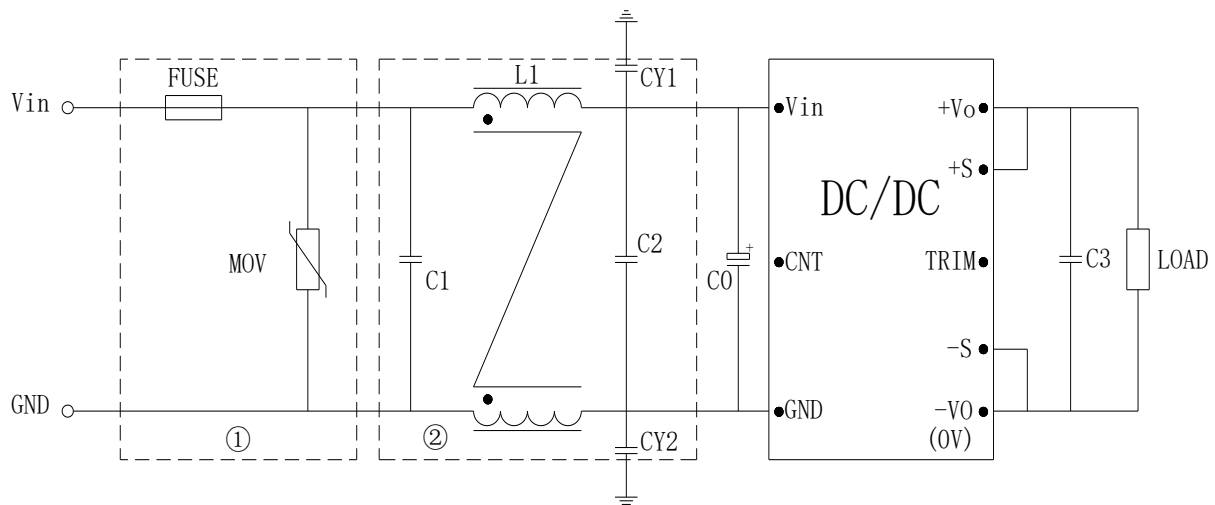 FUSE
L1
CY1
Vin
Vin
+Vo
+S
DC/DC
MOV
C1
C2
+
C0
CNT
TRIM
C3
LOAD
-S
GND
GND
-VO
(0V)
①
②
CY2